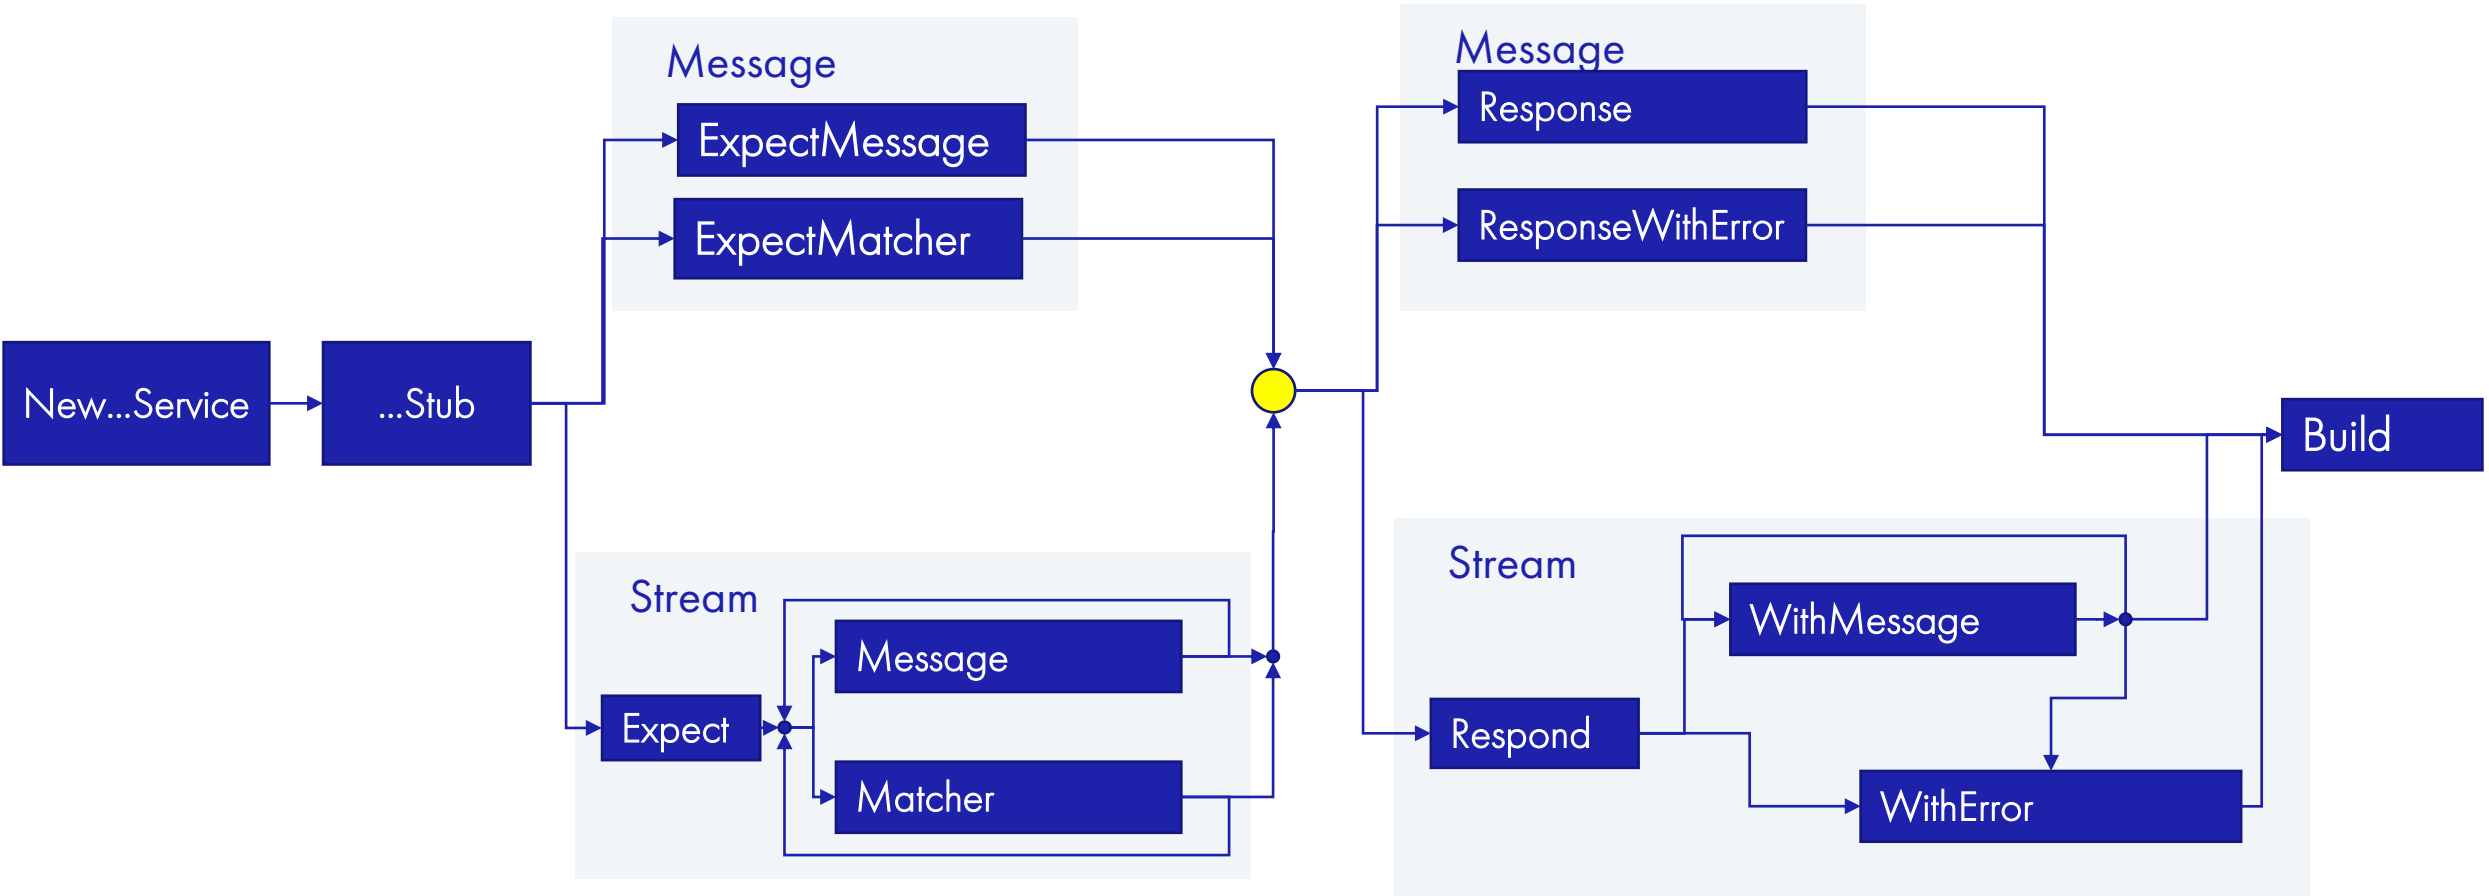 Message
ExpectMessage
ExpectMatcher
Message
Response
ResponseWithError
New...Service
...Stub
Build
Stream
Message
Expect
Matcher
Stream
WithMessage
Respond
WithError